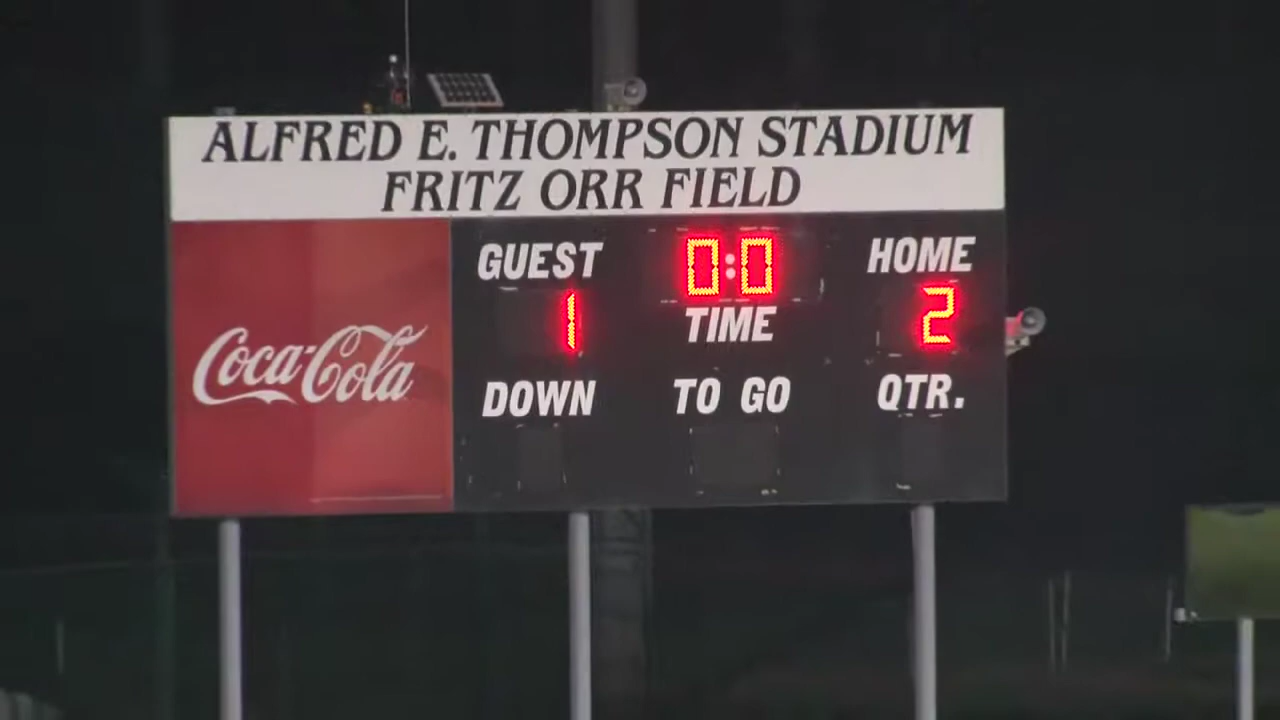 ALFRED E. THOMPSON STADIUM
FRITZ ORR FIELD
Coca-Cola
GUEST 0:0 HOME
1 TIME 2
DOWN TO GO QTR.